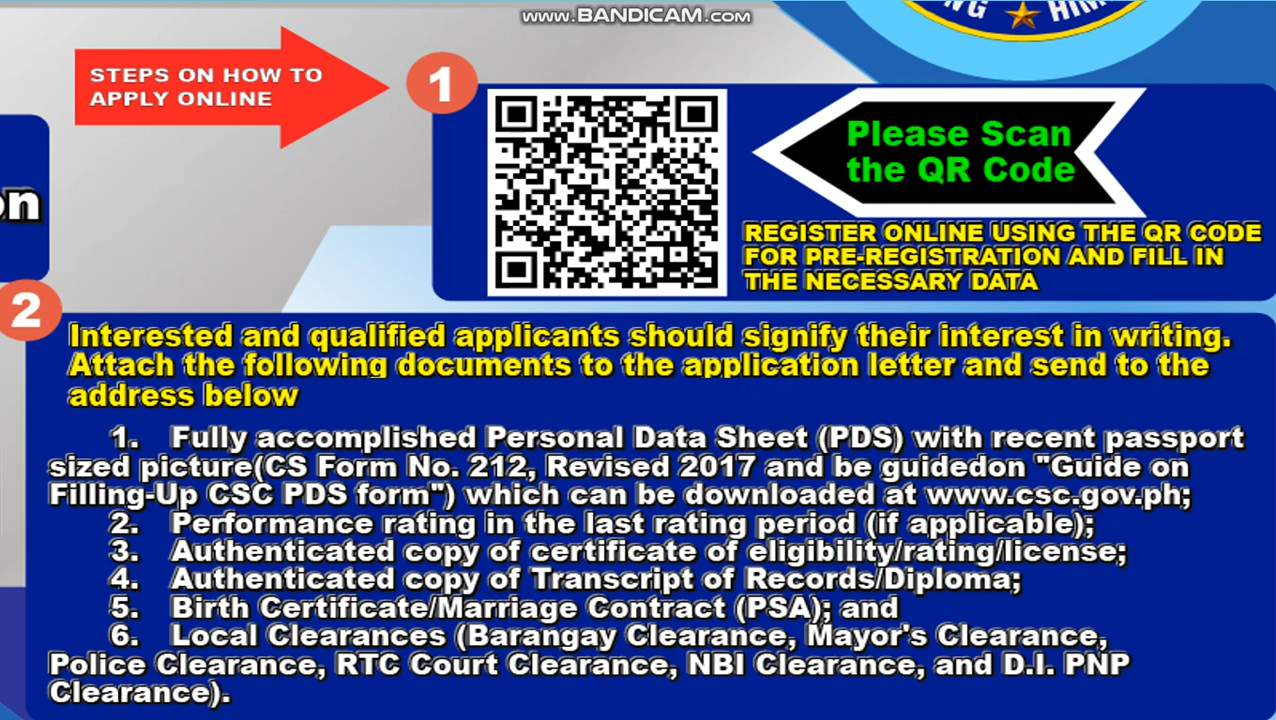 www.BANDICAM.com
STEPS ON HOW TO
APPLY ONLINE
1
Please Scan
the QR Code
REGISTER ONLINE USING THE QR CODE
FOR PRE-REGISTRATION AND FILL IN
THE NECESSARY DATA
on
2
Interested and qualified applicants should signify their interest in writing.
Attach the following documents to the application letter and send to the
address below
1. Fully accomplished Personal Data Sheet (PDS) with recent passport
sized picture(CS Form No. 212, Revised 2017 and be guidedon "Guide on
Filling-Up CSC PDS form") which can be downloaded at www.csc.gov.ph;
2. Performance rating in the last rating period (if applicable);
3. Authenticated copy of certificate of eligibility/rating/license;
4. Authenticated copy of Transcript of Records/Diploma;
5. Birth Certificate/Marriage Contract (PSA); and
6. Local Clearances (Barangay Clearance, Mayor's Clearance,
Police Clearance, RTC Court Clearance, NBI Clearance, and D.I. PNP
Clearance).